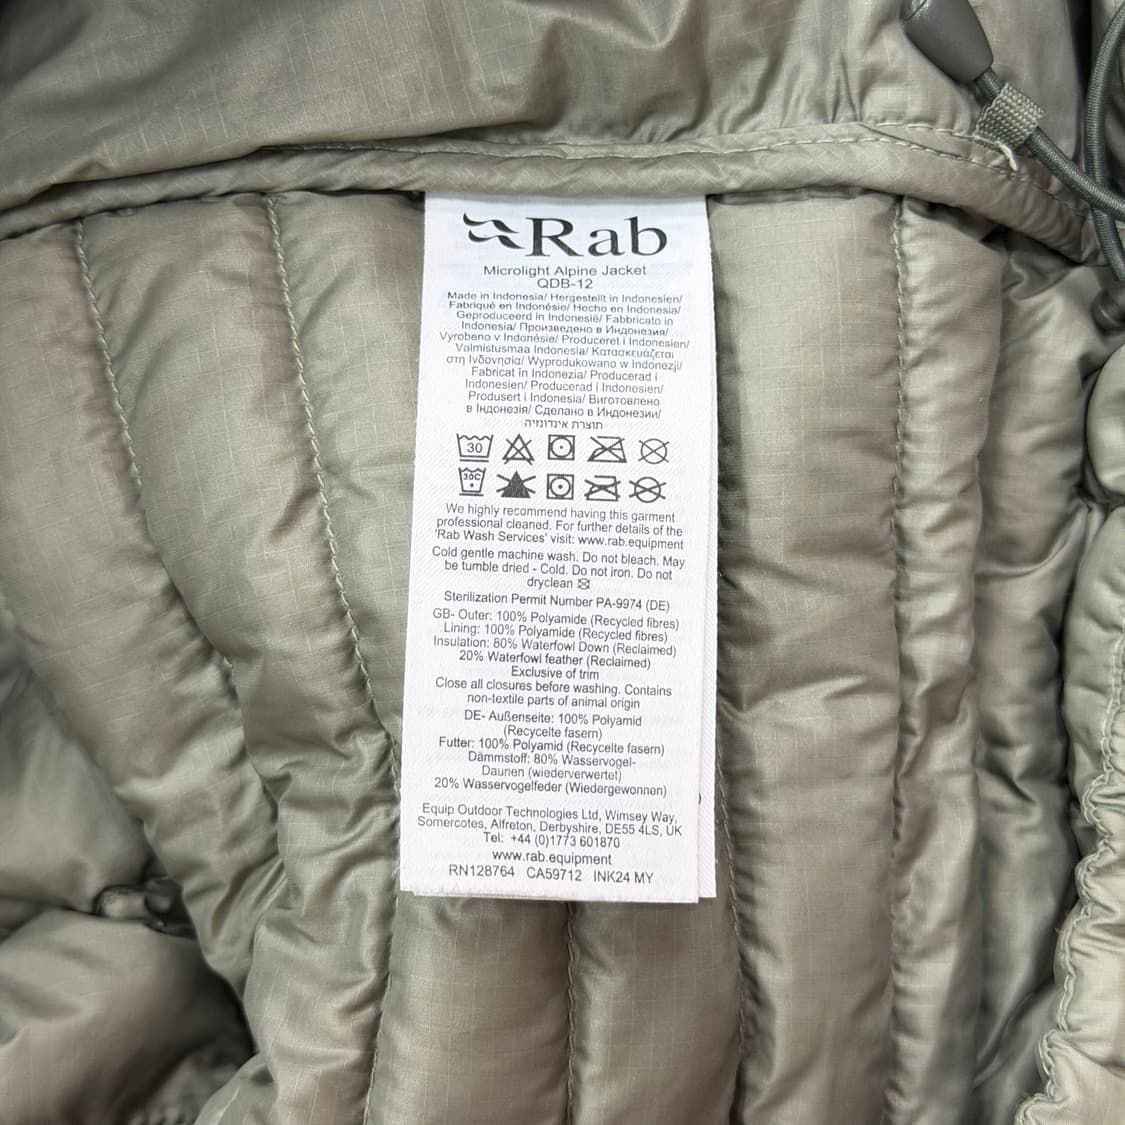 Rab
Microlight Alpine Jacket
QDB-12
Made in Indonesia/ Hergestellt in Indonesien/
Fabriqué en Indonésie/ Hecho en Indonesia/
Geproduceerd in Indonesië/ Fabbricato in
Indonesia/ Произведено в Индонезия/
Vyrobeno v Indonésie/ Produceret i Indonesien/
Valmistusmaa Indonesia/ Κατασκευάζεται
στη Ινδονησία/ Wyprodukowano w Indonezji/
Fabricat în Indonezia/ Producerad i
Indonesien/ Producerad i Indonesien/
Produsert i Indonesia/ Виготовлено
в Індонезія/ Сделано в Индонезии/
תוצרת אינדונזיה
30
30C
We highly recommend having this garment
professional cleaned. For further details of the
'Rab Wash Services' visit: www.rab.equipment
Cold gentle machine wash. Do not bleach. May
be tumble dried - Cold. Do not iron. Do not
dryclean
Sterilization Permit Number PA-9974 (DE)
GB- Outer: 100% Polyamide (Recycled fibres)
Lining: 100% Polyamide (Recycled fibres)
Insulation: 80% Waterfowl Down (Reclaimed)
20% Waterfowl feather (Reclaimed)
Exclusive of trim
Close all closures before washing. Contains
non-textile parts of animal origin
DE- Außenseite: 100% Polyamid
(Recycelte fasern)
Futter: 100% Polyamid (Recycelte fasern)
Dämmstoff: 80% Wasservogel-
Daunen (wiederverwertet)
20% Wasservogelfeder (Wiedergewonnen)
Equip Outdoor Technologies Ltd, Wimsey Way,
Somercotes, Alfreton, Derbyshire, DE55 4LS, UK
Tel: +44 (0)1773 601870
www.rab.equipment
RN128764 CA59712 INK24 MY